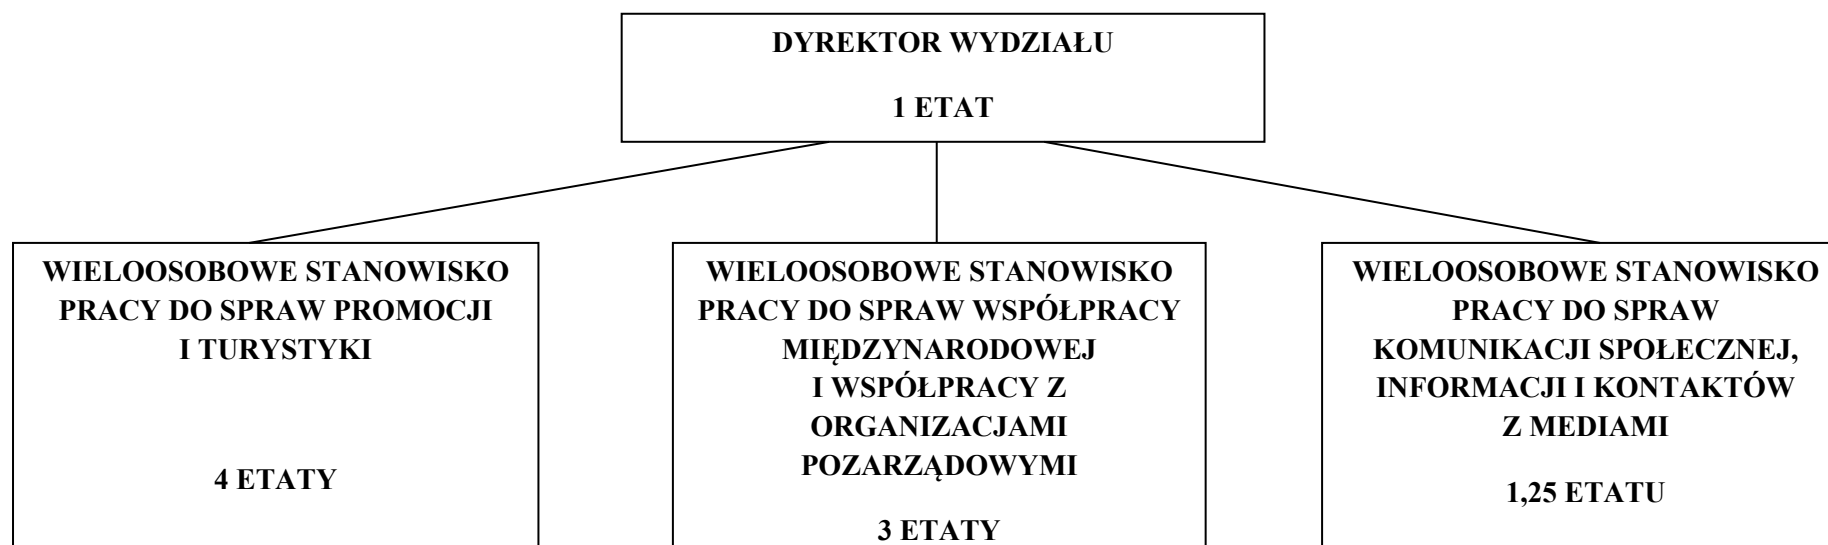 DYREKTOR WYDZIAŁU
1 ETAT
WIELOOSOBOWE STANOWISKO
PRACY DO SPRAW PROMOCJI
I TURYSTYKI
4 ETATY
WIELOOSOBOWE STANOWISKO
PRACY DO SPRAW WSPÓŁPRACY
MIĘDZYNARODOWEJ
I WSPÓŁPRACY Z
ORGANIZACJAMI
POZARZĄDOWYMI
3 ETATY
WIELOOSOBOWE STANOWISKO
PRACY DO SPRAW
KOMUNIKACJI SPOŁECZNEJ,
INFORMACJI I KONTAKTÓW
Z MEDIAMI
1,25 ETATU